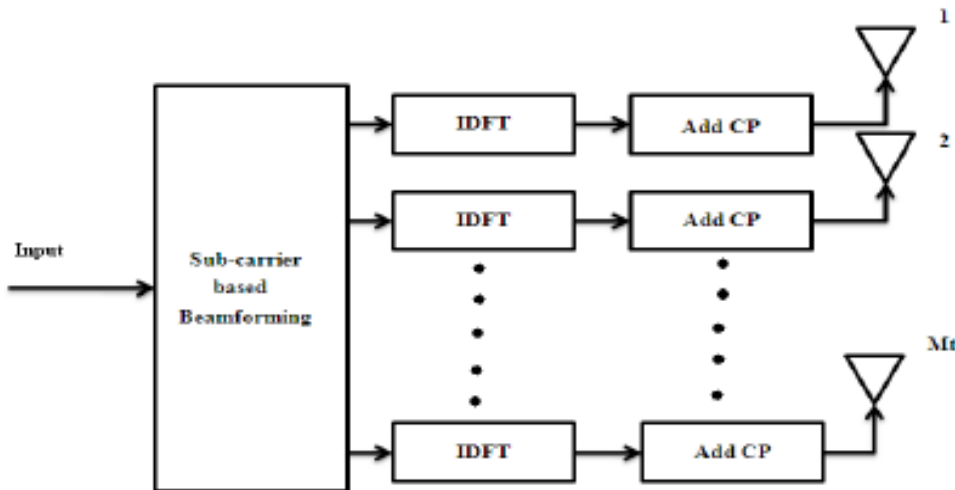 1
IDFT
Add CP
2
IDFT
Add CP
Input
Sub-carrier
based
Beamforming
Mt
IDFT
Add CP